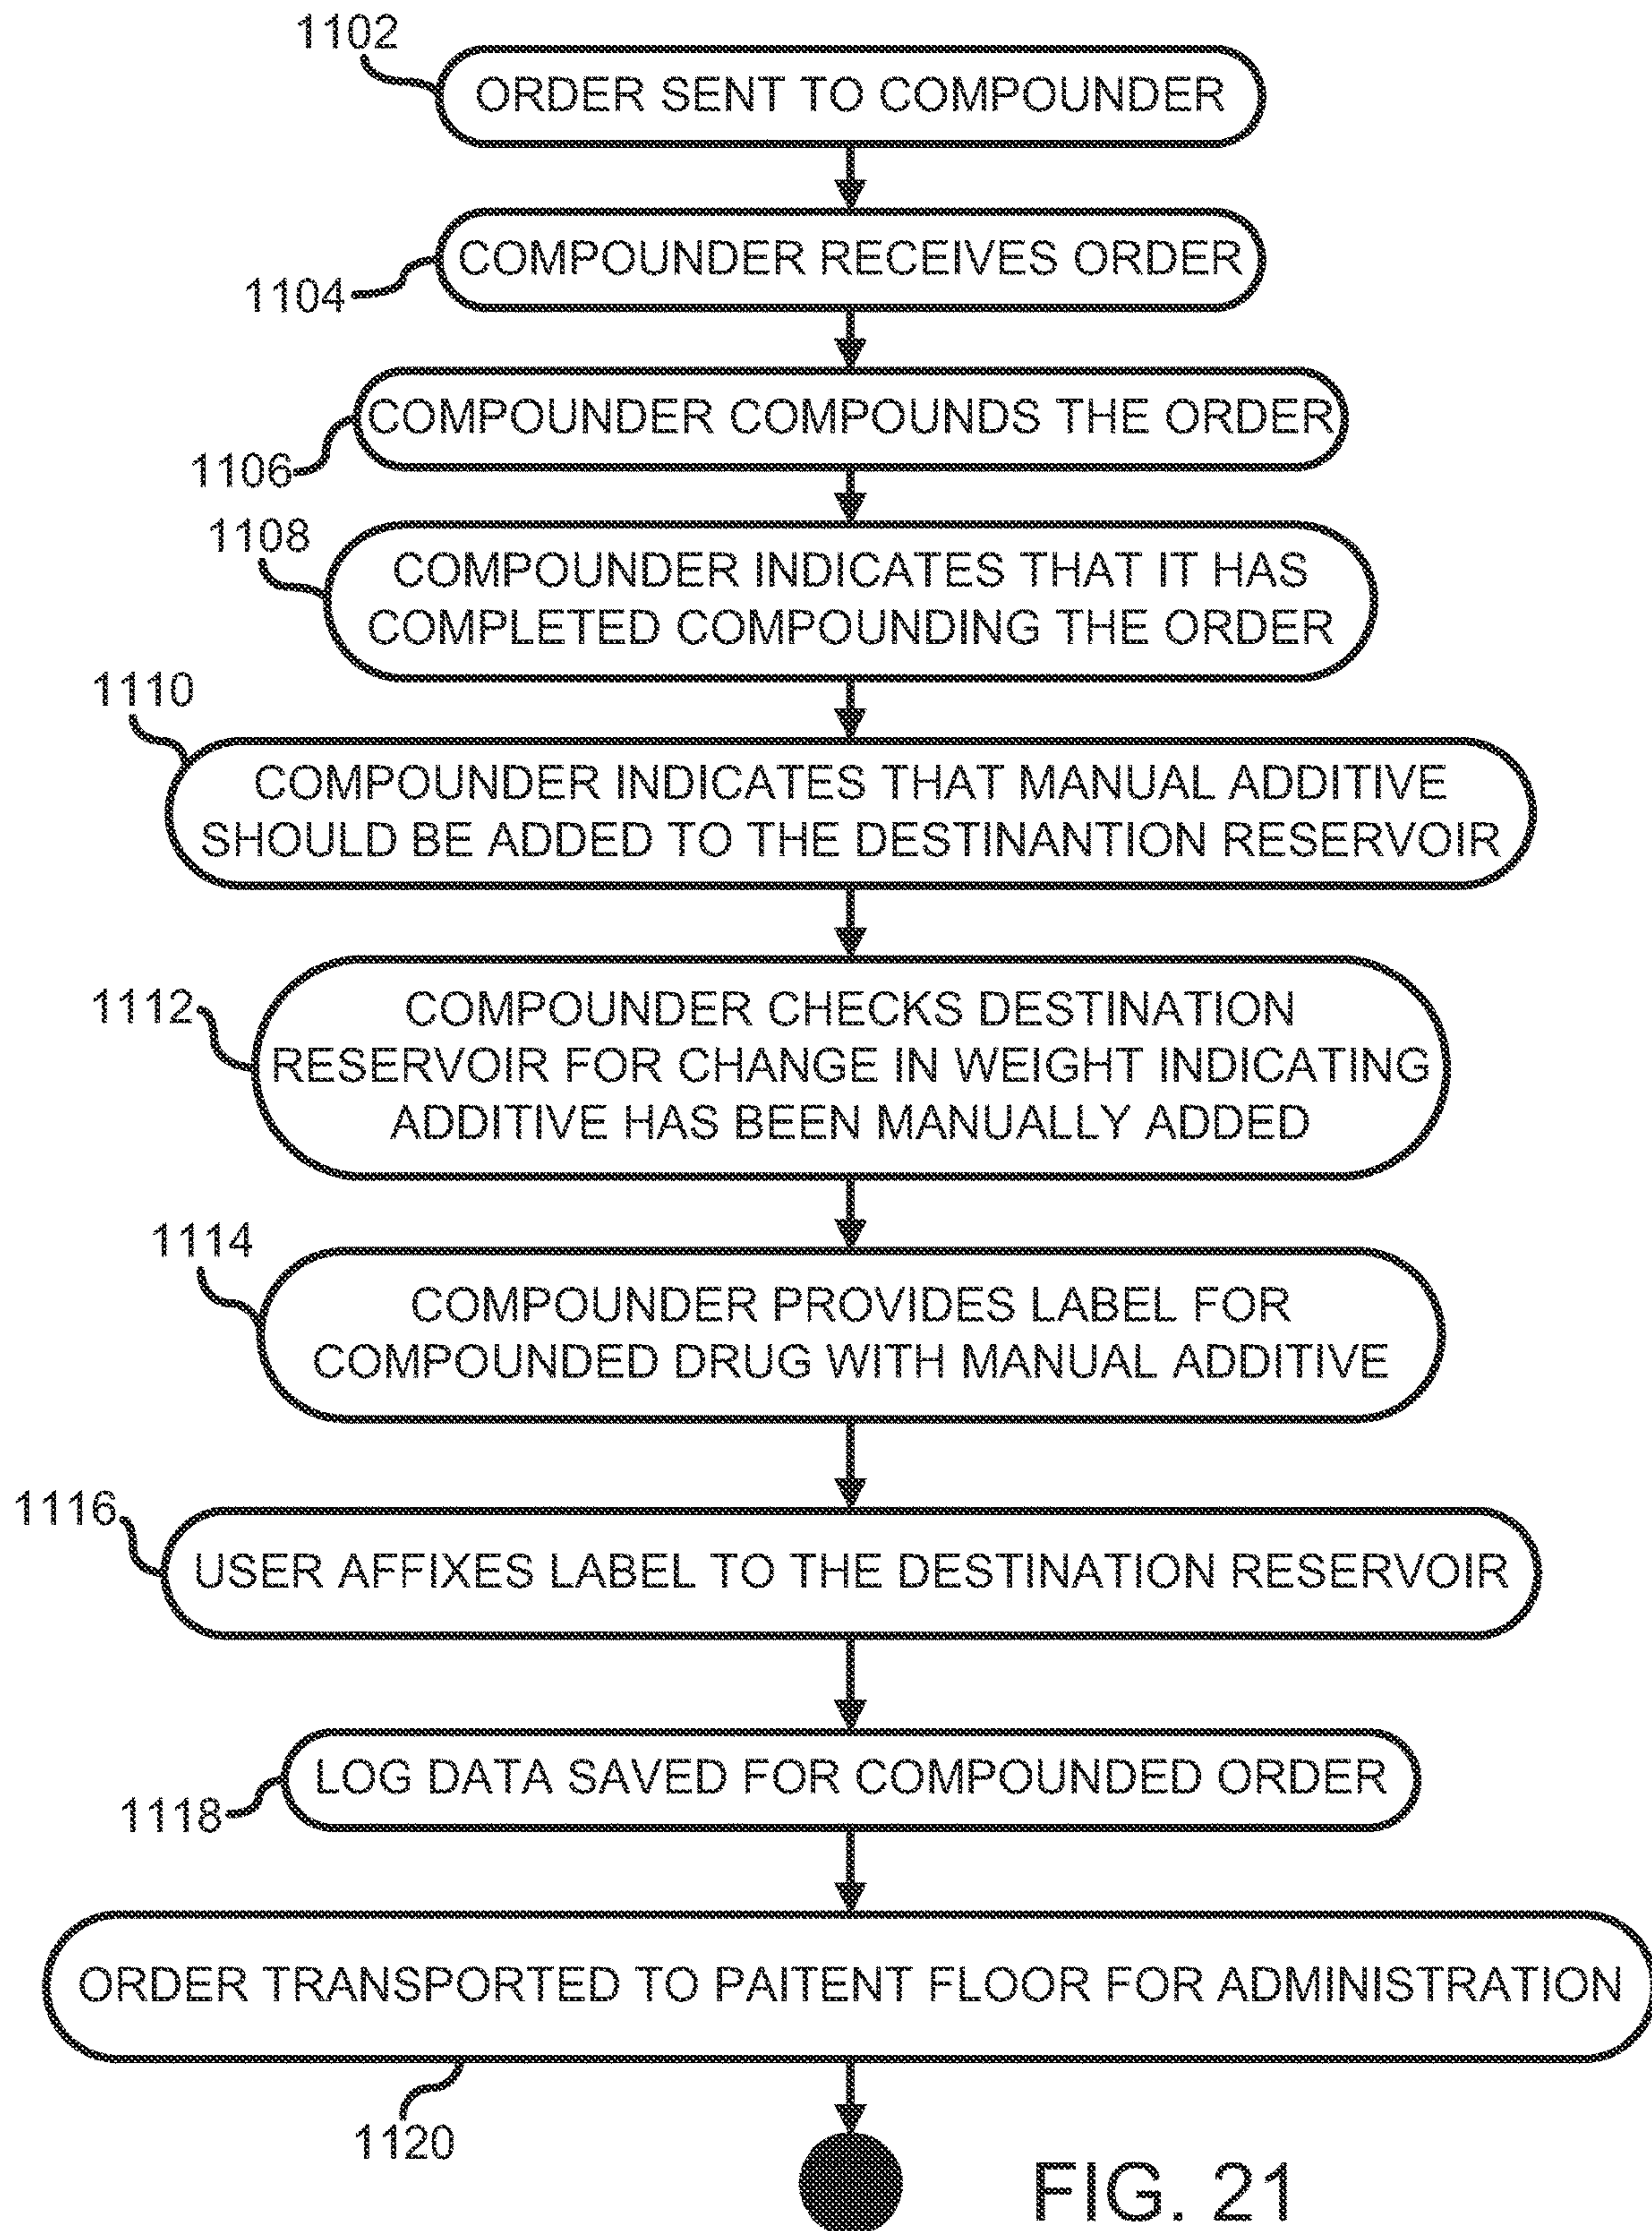 1102
ORDER SENT TO COMPOUNDER
COMPOUNDER RECEIVES ORDER
1104
COMPOUNDER COMPOUNDS THE ORDER
1106
1108
COMPOUNDER INDICATES THAT IT HAS
COMPLETED COMPOUNDING THE ORDER
1110
COMPOUNDER INDICATES THAT MANUAL ADDITIVE
SHOULD BE ADDED TO THE DESTINANTION RESERVOIR
1112
COMPOUNDER CHECKS DESTINATION
RESERVOIR FOR CHANGE IN WEIGHT INDICATING
ADDITIVE HAS BEEN MANUALLY ADDED
1114
COMPOUNDER PROVIDES LABEL FOR
COMPOUNDED DRUG WITH MANUAL ADDITIVE
1116
USER AFFIXES LABEL TO THE DESTINATION RESERVOIR
LOG DATA SAVED FOR COMPOUNDED ORDER
1118
ORDER TRANSPORTED TO PAITENT FLOOR FOR ADMINISTRATION
1120
FIG. 21